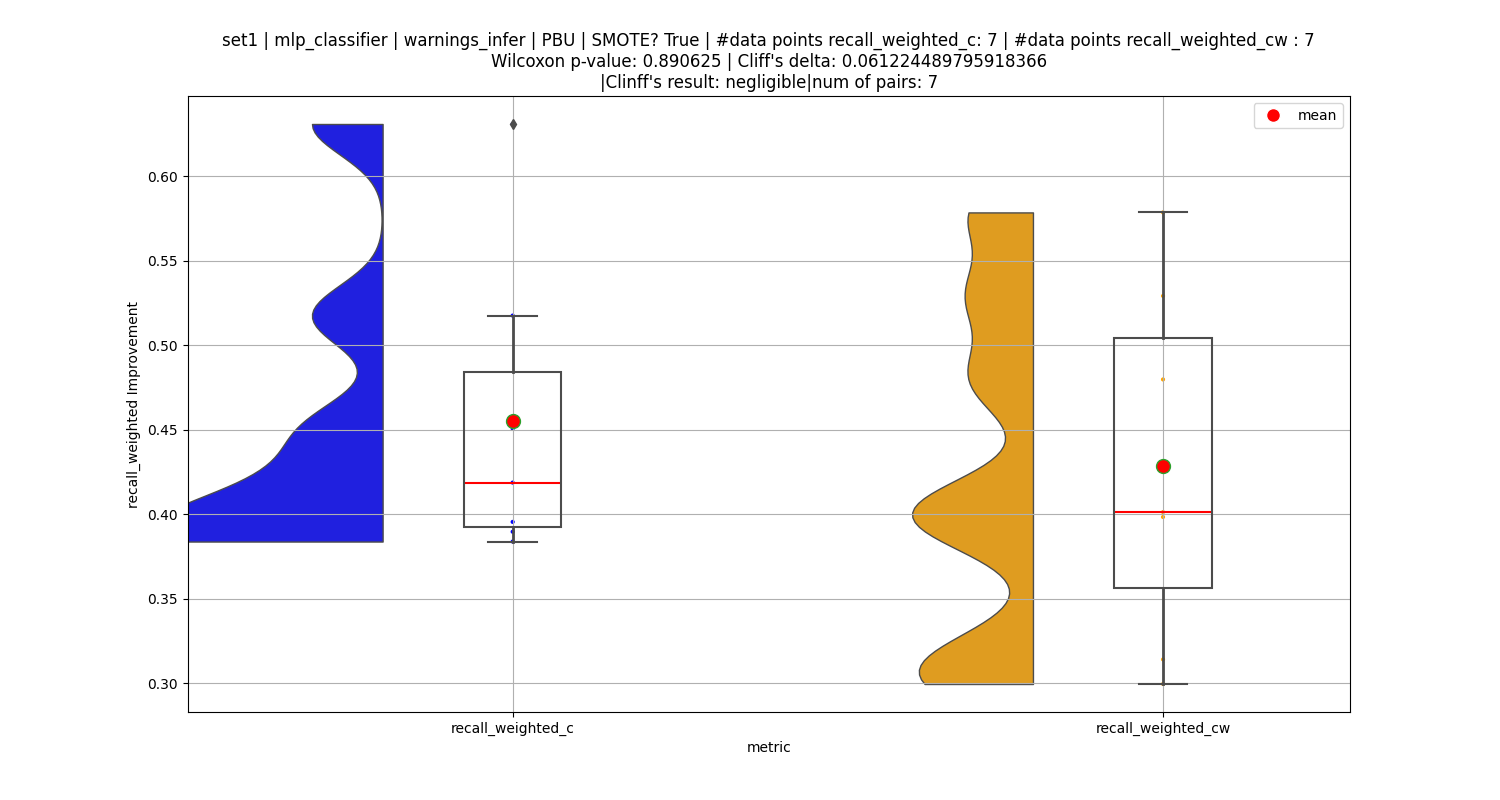 set1 | mlp_classifier | warnings_infer | PBU | SMOTE? True | #data points recall_weighted_c: 7 | #data points recall_weighted_cw : 7
Wilcoxon p-value: 0.890625 | Cliff's delta: 0.061224489795918366
|Clinff's result: negligible|num of pairs: 7
mean
recall_weighted Improvement
0.60
0.55
0.50
0.45
0.40
0.35
0.30
recall_weighted_c
recall_weighted_cw
metric